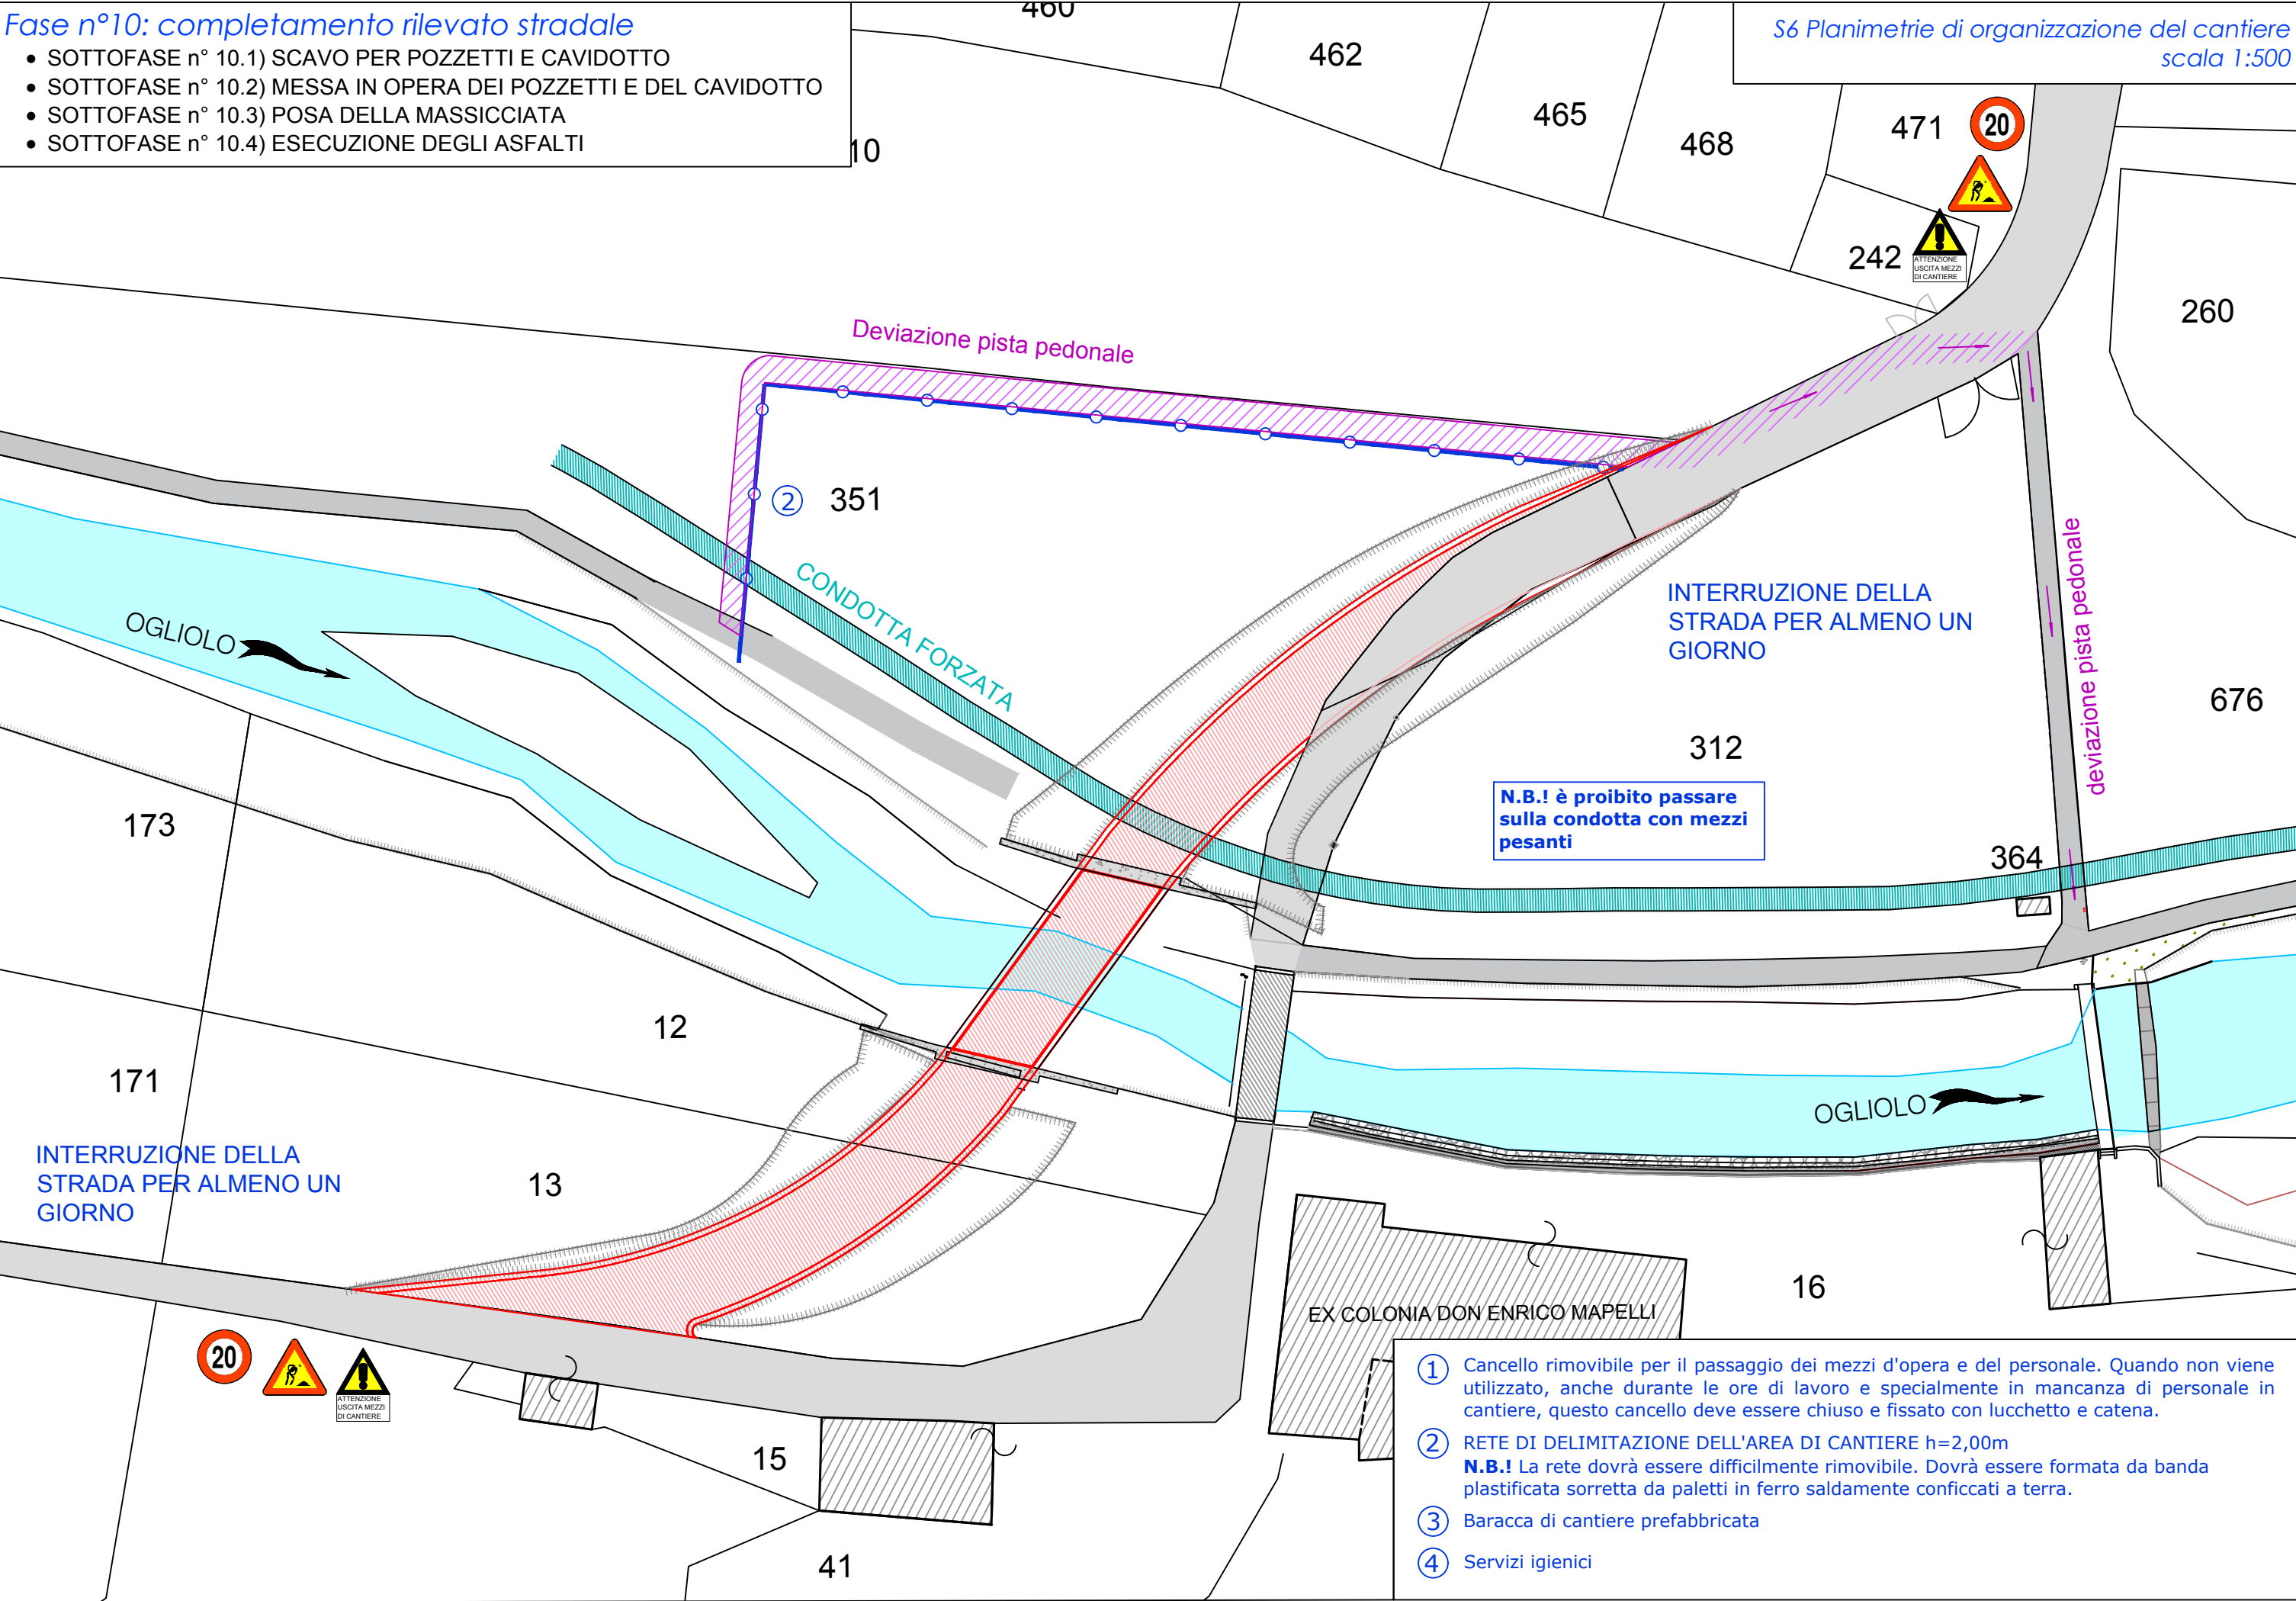 Fase n°10: completamento rilevato stradale
• SOTTOFASE n° 10.1) SCAVO PER POZZETTI E CAVIDOTTO
• SOTTOFASE n° 10.2) MESSA IN OPERA DEI POZZETTI E DEL CAVIDOTTO
• SOTTOFASE n° 10.3) POSA DELLA MASSICCIATA
• SOTTOFASE n° 10.4) ESECUZIONE DEGLI ASFALTI
S6 Planimetrie di organizzazione del cantiere
scala 1:500
460
462
465
468
471
20
10
242
ATTENZIONE
USCITA MEZZI
DI CANTIERE
260
Deviazione pista pedonale
2
351
CONDOTTA FORZATA
INTERRUZIONE DELLA
STRADA PER ALMENO UN
GIORNO
deviazione pista pedonale
OGLIOLO
676
312
N.B.! è proibito passare
sulla condotta con mezzi
pesanti
173
364
12
171
OGLIOLO
INTERRUZIONE DELLA
STRADA PER ALMENO UN
GIORNO
13
16
EX COLONIA DON ENRICO MAPELLI
20
ATTENZIONE
USCITA MEZZI
DI CANTIERE
15
41
1 Cancello rimovibile per il passaggio dei mezzi d'opera e del personale. Quando non viene
utilizzato, anche durante le ore di lavoro e specialmente in mancanza di personale in
cantiere, questo cancello deve essere chiuso e fissato con lucchetto e catena.
2 RETE DI DELIMITAZIONE DELL'AREA DI CANTIERE h=2,00m
N.B.! La rete dovrà essere difficilmente rimovibile. Dovrà essere formata da banda
plastificata sorretta da paletti in ferro saldamente conficcati a terra.
3 Baracca di cantiere prefabbricata
4 Servizi igienici